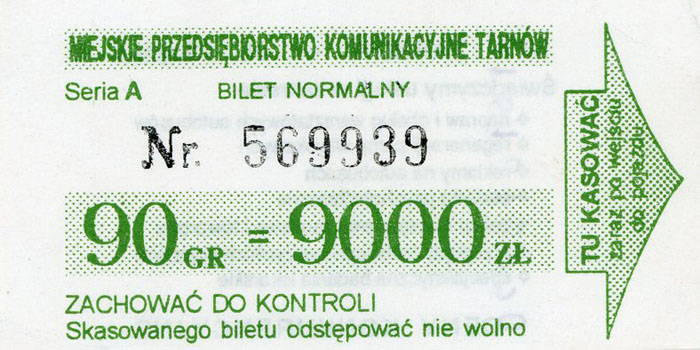 MIEJSKIE PRZEDSIĘBIORSTWO KOMUNIKACYJNE TARNÓW
Seria A BILET NORMALNY
Nr. 569939
90 GR = 9000 ZŁ
ZACHOWAĆ DO KONTROLI
Skasowanego biletu odstępować nie wolno
TU KASOWAĆ
zaraz po wejściu
do pojazdu